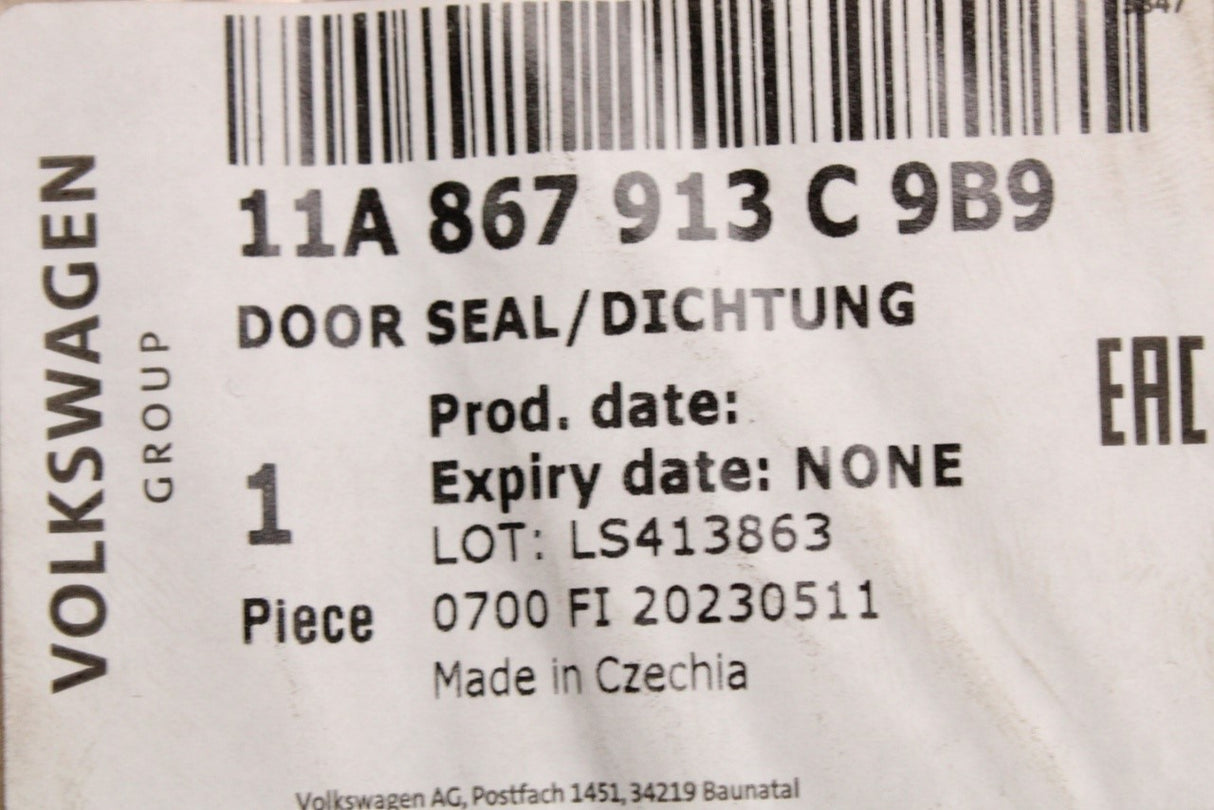 11A 867 913 C 9B9
DOOR SEAL/DICHTUNG
Prod. date:
Expiry date: NONE
LOT: LS413863
0700 FI 20230511
Made in Czechia
1
Piece
VOLKSWAGEN
GROUP
EAC
Volkswagen AG, Postfach 1451, 34219 Baunatal